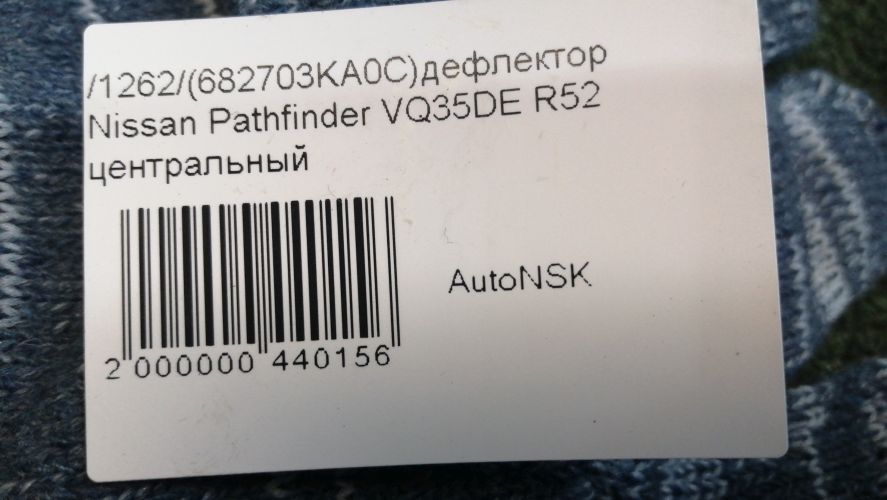 /1262/(682703KA0C)дефлектор
Nissan Pathfinder VQ35DE R52
центральный
AutoNSK
2 000000 440156